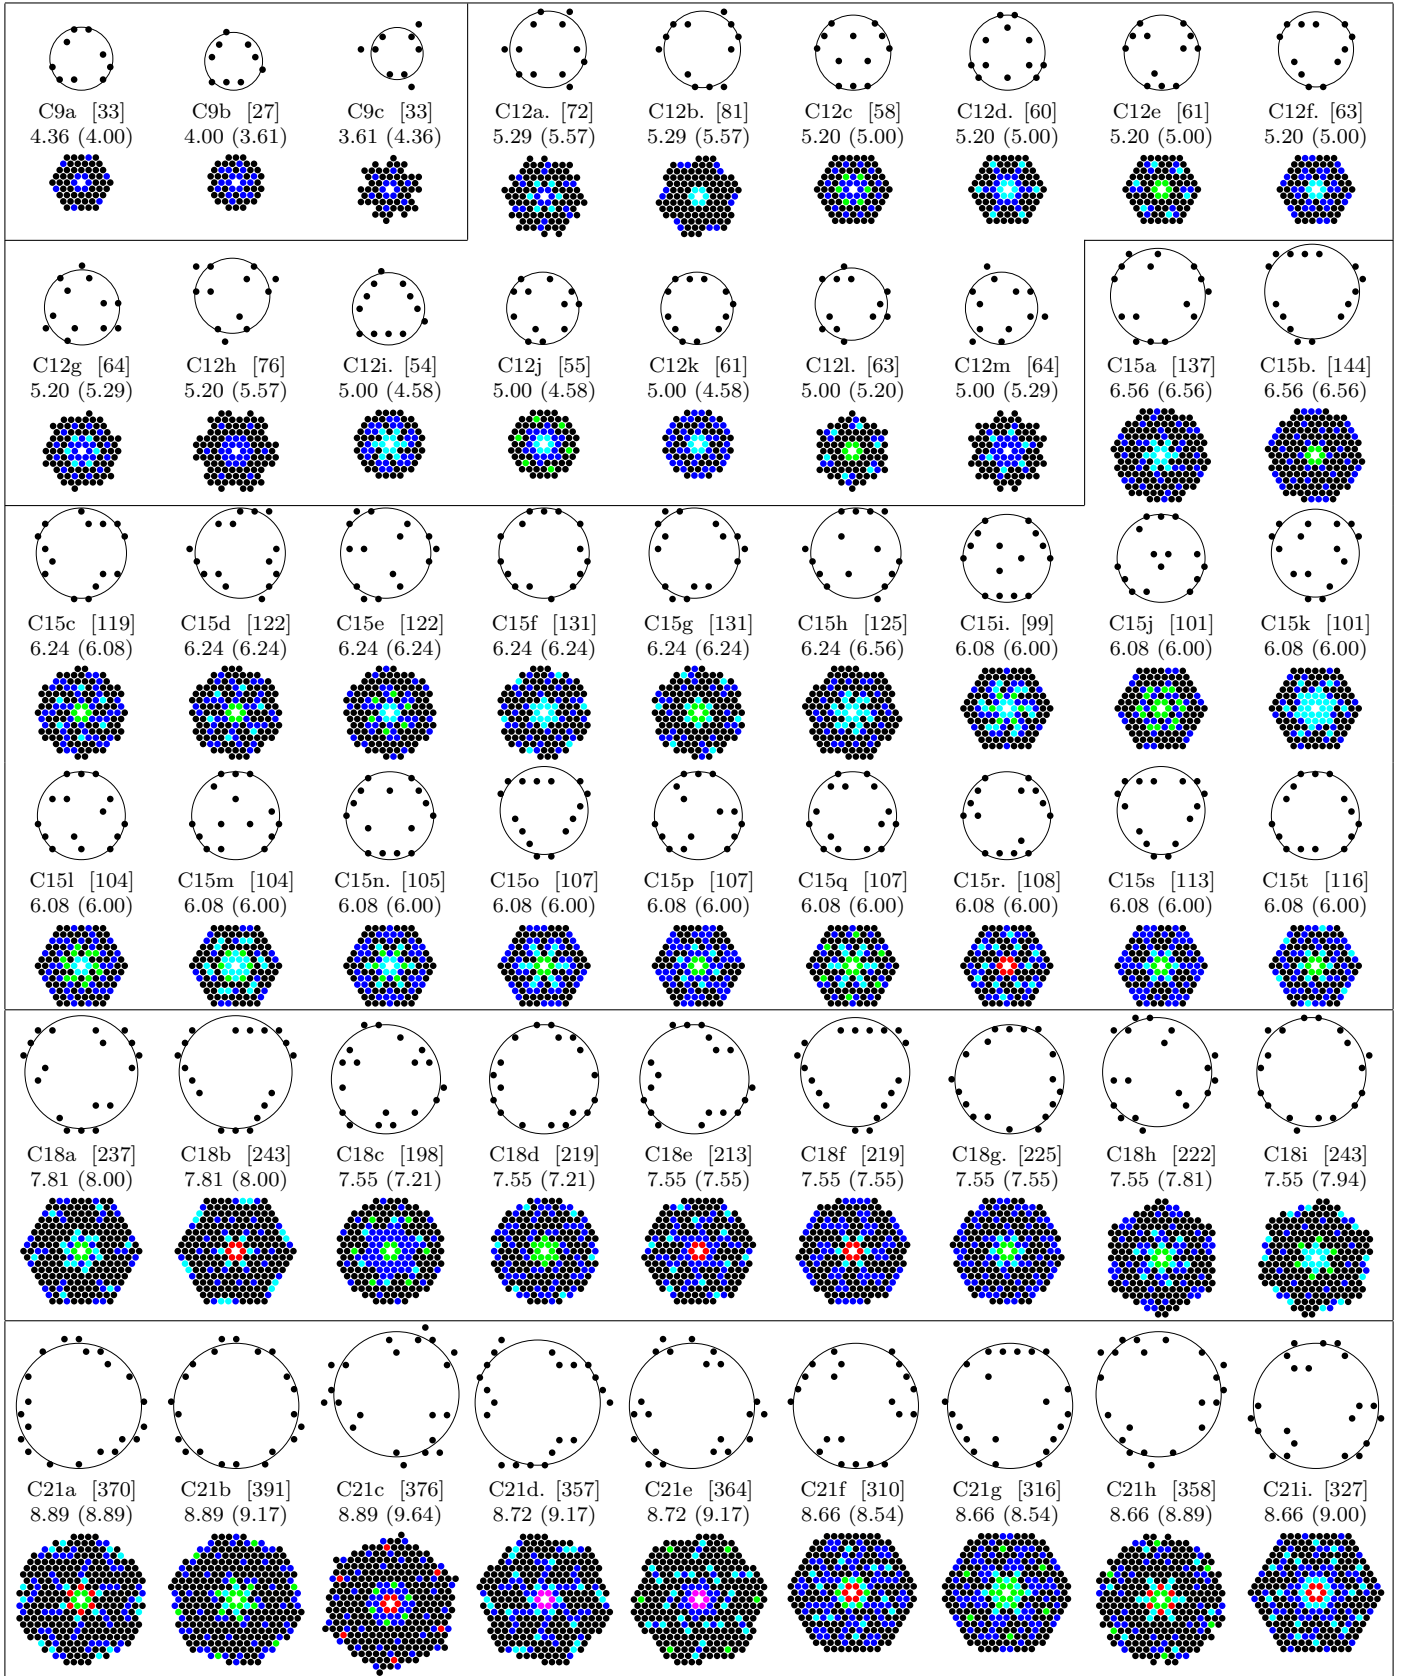 C9a [33] C9b [27] C9c [33] C12a. [72] C12b. [81] C12c [58] C12d. [60] C12e [61] C12f. [63]
4.36 (4.00) 4.00 (3.61) 3.61 (4.36) 5.29 (5.57) 5.29 (5.57) 5.20 (5.00) 5.20 (5.00) 5.20 (5.00) 5.20 (5.00)
C12g [64] C12h [76] C12i. [54] C12j [55] C12k [61] C12l. [63] C12m [64] C15a [137] C15b. [144]
5.20 (5.29) 5.20 (5.57) 5.00 (4.58) 5.00 (4.58) 5.00 (4.58) 5.00 (5.20) 5.00 (5.29) 6.56 (6.56) 6.56 (6.56)
C15c [119] C15d [122] C15e [122] C15f [131] C15g [131] C15h [125] C15i. [99] C15j [101] C15k [101]
6.24 (6.08) 6.24 (6.24) 6.24 (6.24) 6.24 (6.24) 6.24 (6.24) 6.24 (6.56) 6.08 (6.00) 6.08 (6.00) 6.08 (6.00)
C15l [104] C15m [104] C15n. [105] C15o [107] C15p [107] C15q [107] C15r. [108] C15s [113] C15t [116]
6.08 (6.00) 6.08 (6.00) 6.08 (6.00) 6.08 (6.00) 6.08 (6.00) 6.08 (6.00) 6.08 (6.00) 6.08 (6.00) 6.08 (6.00)
C18a [237] C18b [243] C18c [198] C18d [219] C18e [213] C18f [219] C18g. [225] C18h [222] C18i [243]
7.81 (8.00) 7.81 (8.00) 7.55 (7.21) 7.55 (7.21) 7.55 (7.55) 7.55 (7.55) 7.55 (7.55) 7.55 (7.81) 7.55 (7.94)
C21a [370] C21b [391] C21c [376] C21d. [357] C21e [364] C21f [310] C21g [316] C21h [358] C21i. [327]
8.89 (8.89) 8.89 (9.17) 8.89 (9.64) 8.72 (9.17) 8.72 (9.17) 8.66 (8.54) 8.66 (8.54) 8.66 (8.89) 8.66 (9.00)